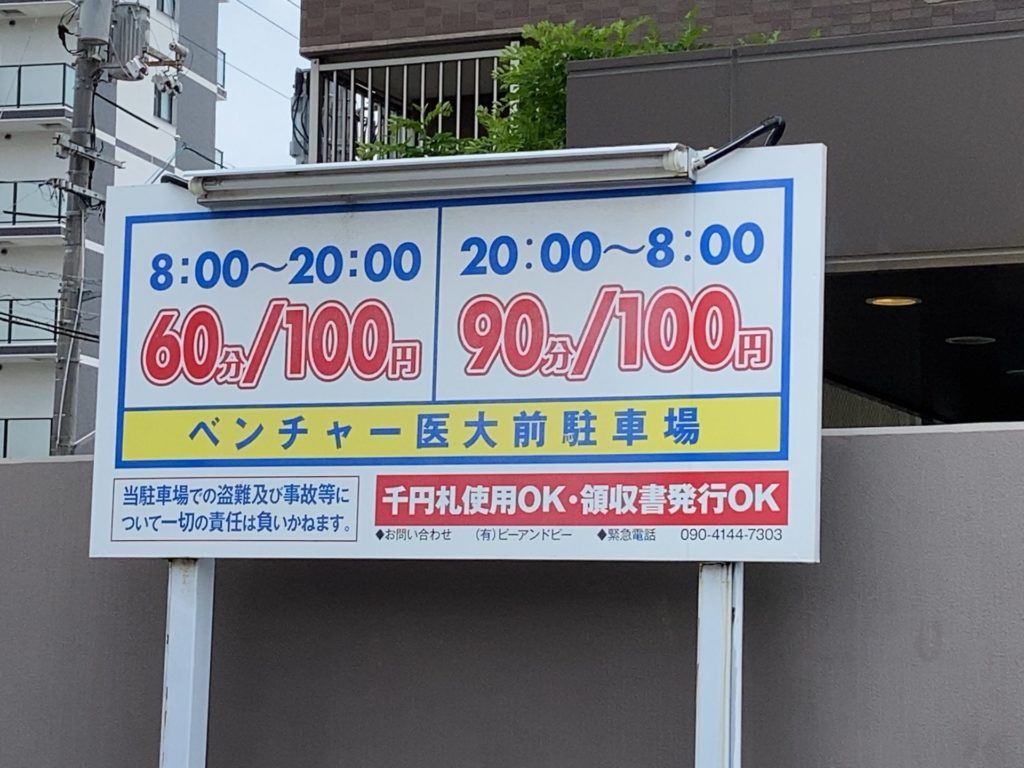 8:00～20:00
60分/100円
20:00～8:00
90分/100円
ベンチャー医大前駐車場
当駐車場での盗難及び事故等に
ついて一切の責任は負いかねます。
千円札使用OK・領収書発行OK
◆お問い合わせ (有)ビーアンドビー ◆緊急電話 090-4144-7303